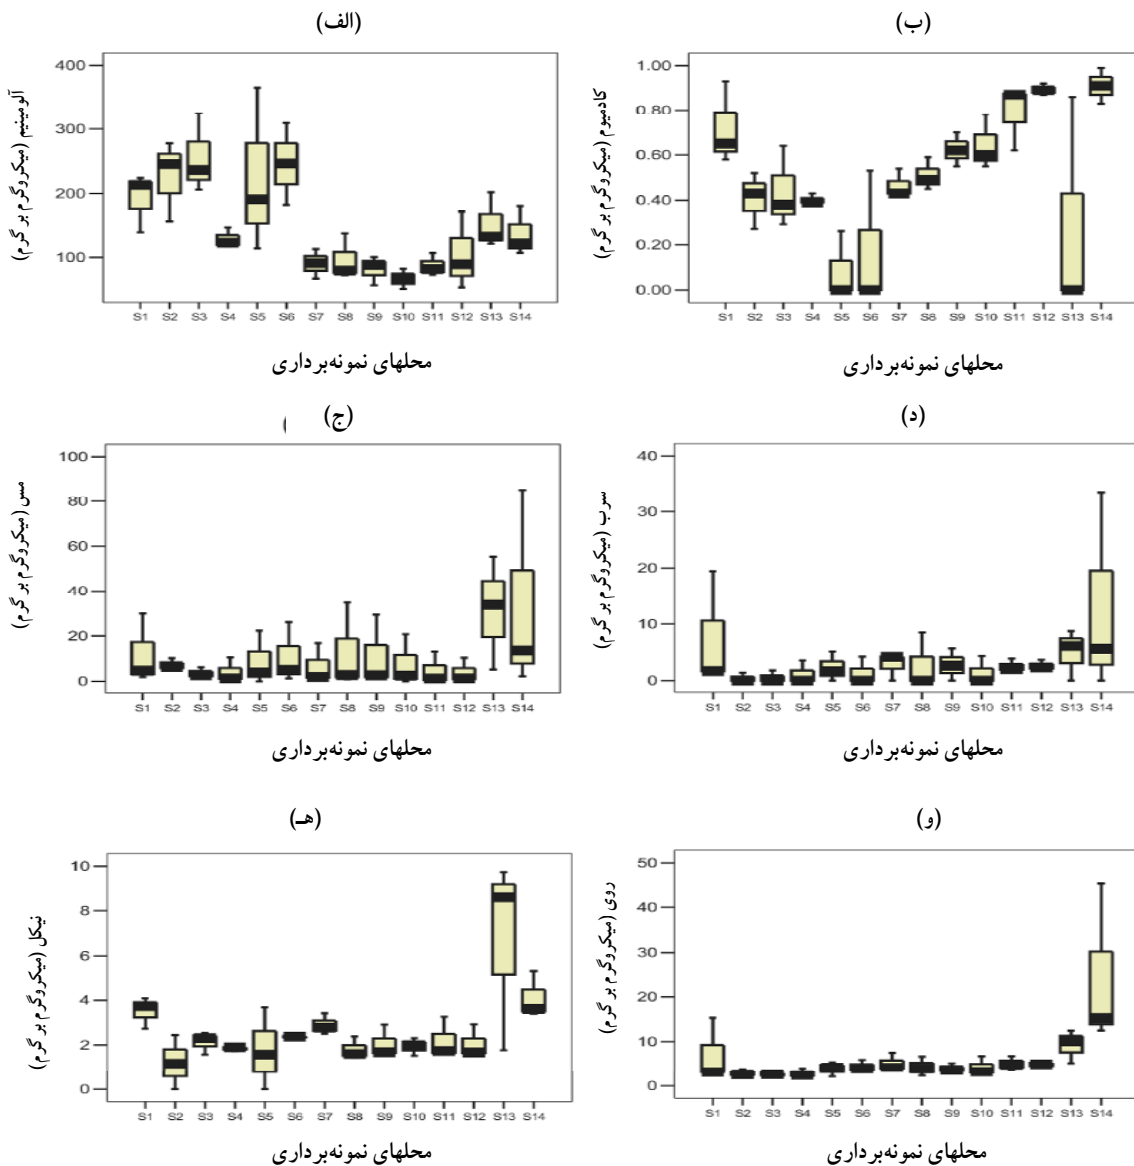 (الف)
آلومینیم (میکروگرم بر گرم)
400
300
200
100
S1 S2 S3 S4 S5 S6 S7 S8 S9 S10 S11 S12 S13 S14
محلهای نمونه‌برداری
(ب)
کادمیوم (میکروگرم بر گرم)
1.00
0.80
0.60
0.40
0.20
0.00
S1 S2 S3 S4 S5 S6 S7 S8 S9 S10 S11 S12 S13 S14
محلهای نمونه‌برداری
(ج)
مس (میکروگرم بر گرم)
100
80
60
40
20
0
S1 S2 S3 S4 S5 S6 S7 S8 S9 S10 S11 S12 S13 S14
محلهای نمونه‌برداری
(د)
سرب (میکروگرم بر گرم)
40
30
20
10
0
S1 S2 S3 S4 S5 S6 S7 S8 S9 S10 S11 S12 S13 S14
محلهای نمونه‌برداری
(هـ)
نیکل (میکروگرم بر گرم)
10
8
6
4
2
0
S1 S2 S3 S4 S5 S6 S7 S8 S9 S10 S11 S12 S13 S14
محلهای نمونه‌برداری
(و)
روی (میکروگرم بر گرم)
50
40
30
20
10
0
S1 S2 S3 S4 S5 S6 S7 S8 S9 S10 S11 S12 S13 S14
محلهای نمونه‌برداری